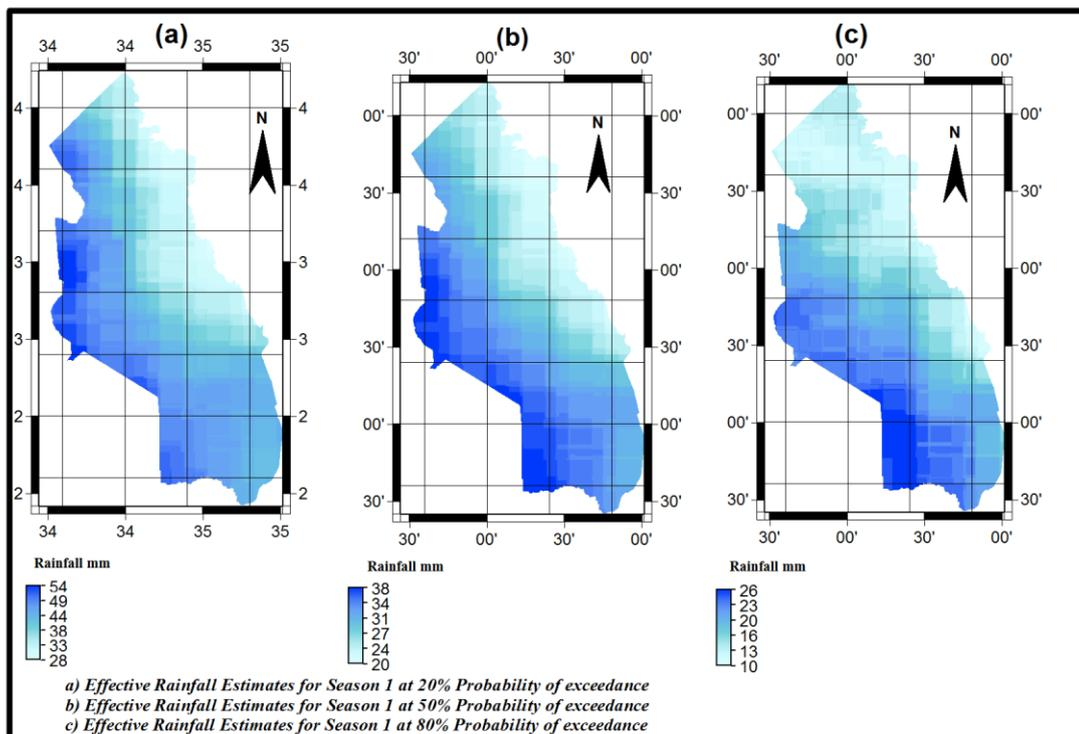 (a)
(b)
(c)
34 34 35 35
30' 00' 30' 00'
30' 00' 30' 00'
4 4
4 4
3 3
3 3
2 2
2 2
N
34 34 35 35
00' 00'
30' 30'
00' 00'
30' 30'
00' 00'
30' 30'
N
30' 00' 30' 00'
00' 00'
30' 30'
00' 00'
30' 30'
00' 00'
30' 30'
N
30' 00' 30' 00'
Rainfall mm
54
49
44
38
33
28
Rainfall mm
38
34
31
27
24
20
Rainfall mm
26
23
20
16
13
10
a) Effective Rainfall Estimates for Season 1 at 20% Probability of exceedance
b) Effective Rainfall Estimates for Season 1 at 50% Probability of exceedance
c) Effective Rainfall Estimates for Season 1 at 80% Probability of exceedance